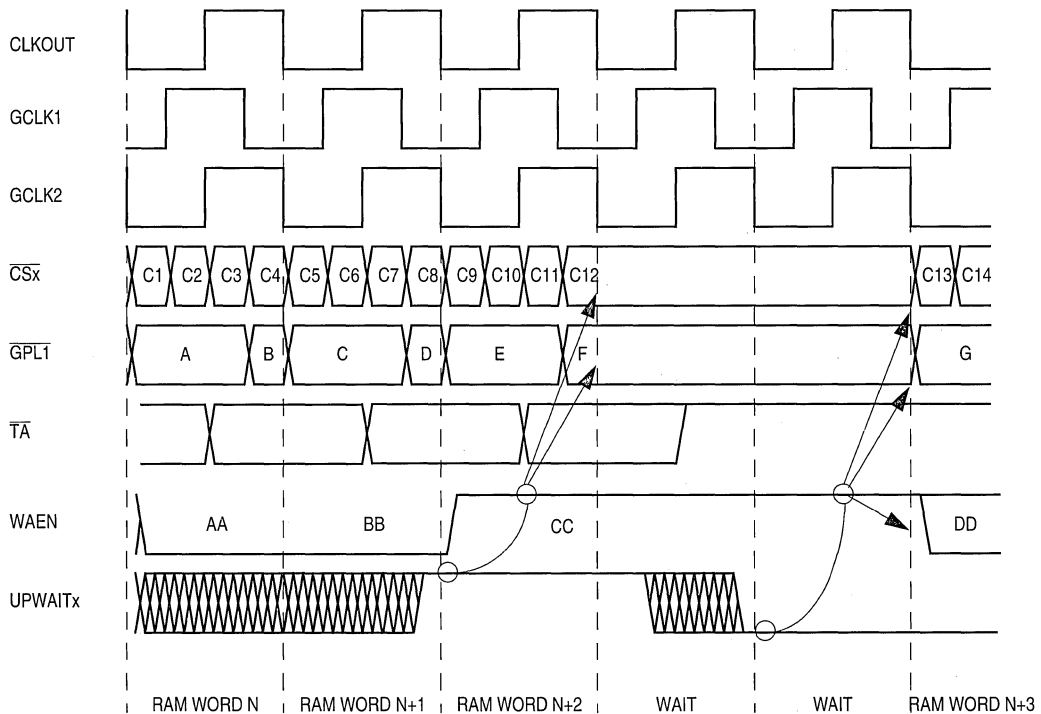 CLKOUT
GCLK1
GCLK2
CSx C1 C2 C3 C4 C5 C6 C7 C8 C9 C10 C11 C12 C13 C14
GPL1 A B C D E F G
TA
WAEN AA BB CC DD
UPWAITx
RAM WORD N RAM WORD N+1 RAM WORD N+2 WAIT WAIT RAM WORD N+3